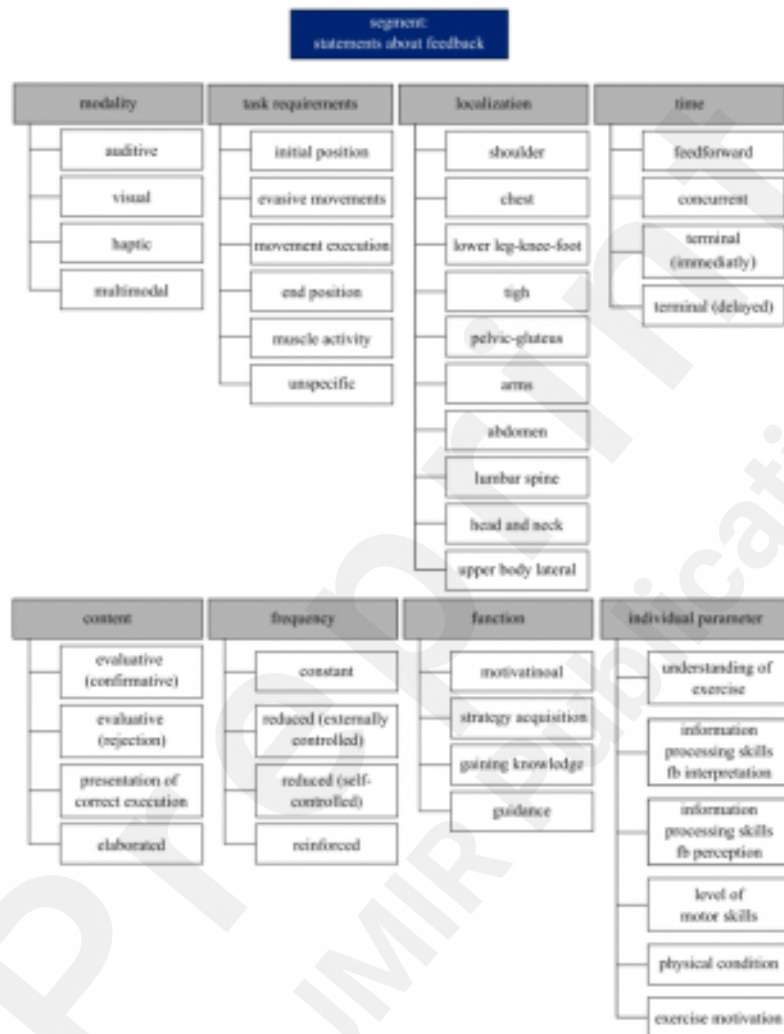 segment:
statements about feedback
modality
auditive
visual
haptic
multimodal
task requirements
initial position
evasive movements
movement execution
end position
muscle activity
unspecific
localization
shoulder
chest
lower leg-knee-foot
tigh
pelvic-gluteus
arms
abdomen
lumbar spine
head and neck
upper body lateral
time
feedforward
concurrent
terminal
(immediatly)
terminal (delayed)
content
evaluative
(confirmative)
evaluative
(rejection)
presentation of
correct execution
elaborated
frequency
constant
reduced (externally
controlled)
reduced (self-
controlled)
reinforced
function
motivatinoal
strategy acquisition
gaining knowledge
guidance
individual parameter
understanding of
exercise
information
processing skills
fb interpretation
information
processing skills
fb perception
level of
motor skills
physical condition
exercise motivation
Preprint
JMIR Publicati